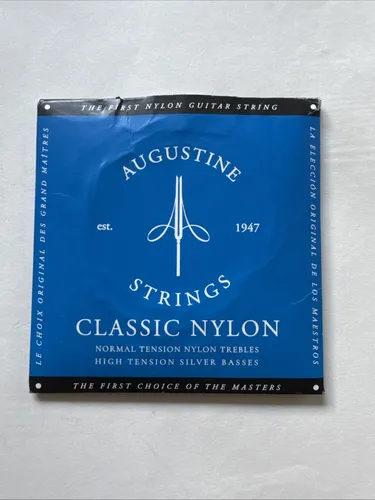 THE FIRST NYLON GUITAR STRING
AUGUSTINE
est. 1947
STRINGS
CLASSIC NYLON
NORMAL TENSION NYLON TREBLES
HIGH TENSION SILVER BASSES
THE FIRST CHOICE OF THE MASTERS
LE CHOIX ORIGINAL DES GRAND MAÎTRES
LA ELECCIÓN ORIGINAL DE LOS MAESTROS